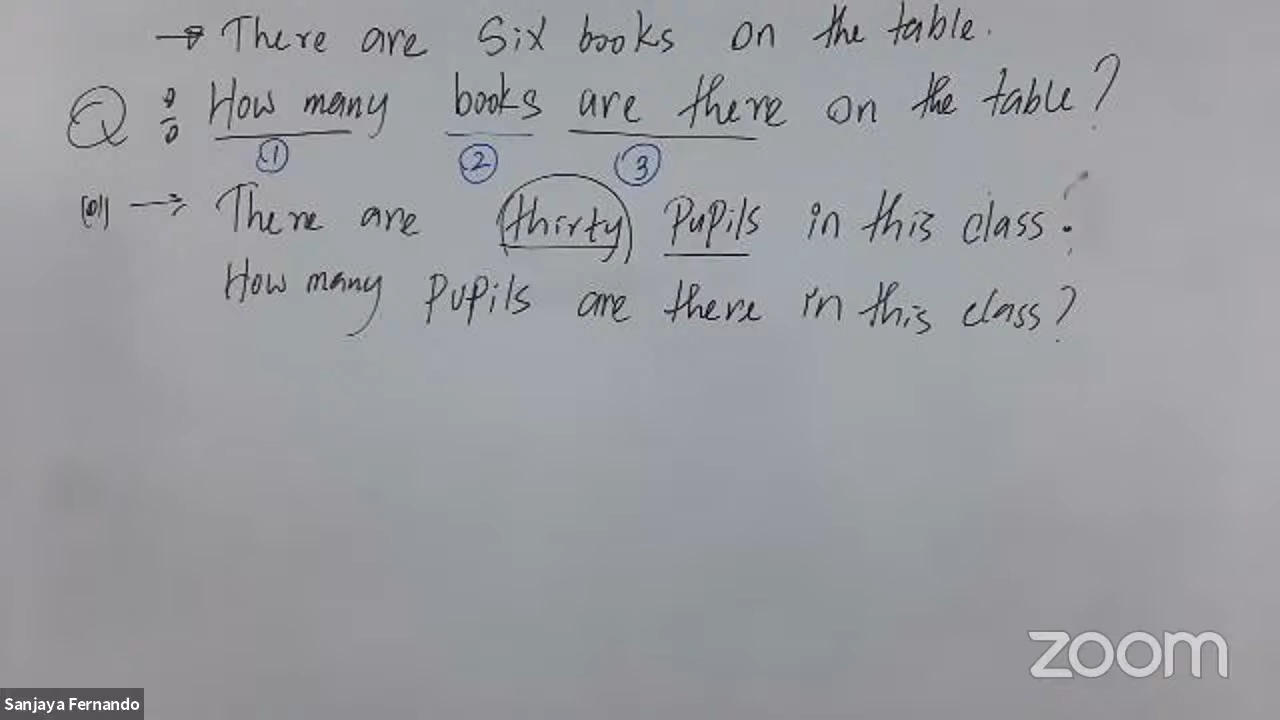 → There are Six books on the table.
Q : How many books are there on the table?
① ② ③
(01) → There are thirty Pupils in this class.
How many Pupils are there in this class?
zoom
Sanjaya Fernando